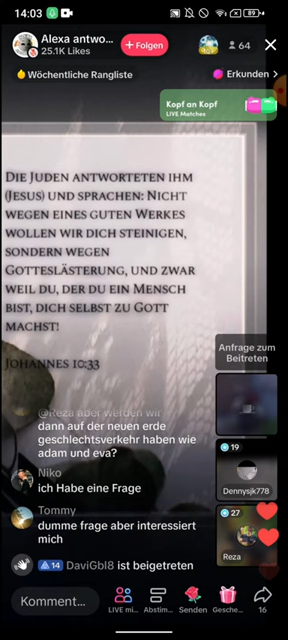 14:03
89
Alexa antwo...
25.1K Likes
+ Folgen
64
Wöchentliche Rangliste
Erkunden >
Kopf an Kopf
LIVE Matches
Die Juden antworteten ihm
(Jesus) und sprachen: Nicht
wegen eines guten Werkes
wollen wir dich steinigen,
sondern wegen
Gotteslästerung, und zwar
weil du, der du ein Mensch
bist, dich selbst zu Gott
machst!
Johannes 10:33
Anfrage zum
Beitreten
@Reza aber werden wir
dann auf der neuen erde
geschlechtsverkehr haben wie
adam und eva?
19
Niko
ich Habe eine Frage
Dennysjk778
Tommy
dumme frage aber interessiert
mich
27
Reza
14 DaviGbl8 ist beigetreten
Komment...
LIVE mi...
Abstim...
Senden
Gesche...
16